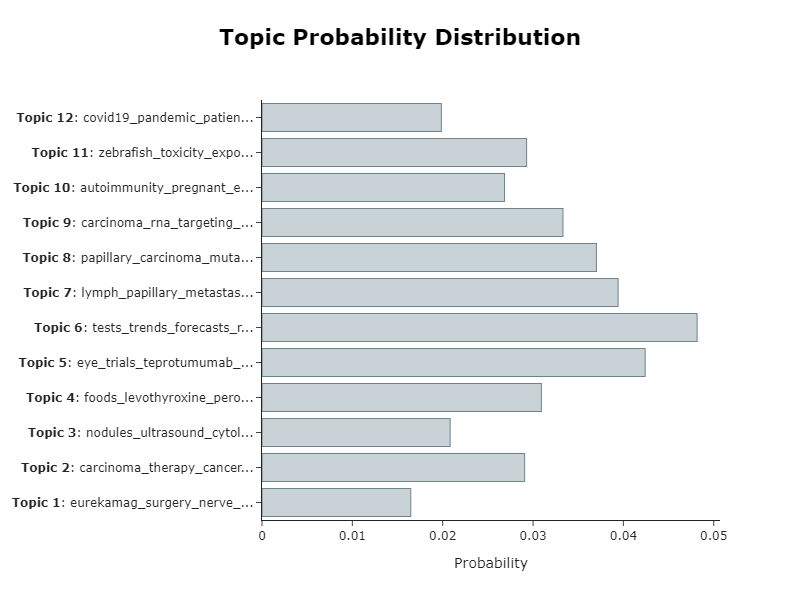 Topic Probability Distribution
Topic 12: covid19_pandemic_patien...
Topic 11: zebrafish_toxicity_expo...
Topic 10: autoimmunity_pregnant_e...
Topic 9: carcinoma_rna_targeting_...
Topic 8: papillary_carcinoma_muta...
Topic 7: lymph_papillary_metastas...
Topic 6: tests_trends_forecasts_r...
Topic 5: eye_trials_teprotumumab_...
Topic 4: foods_levothyroxine_pero...
Topic 3: nodules_ultrasound_cytol...
Topic 2: carcinoma_therapy_cancer...
Topic 1: eurekamag_surgery_nerve_...
0 0.01 0.02 0.03 0.04 0.05
Probability